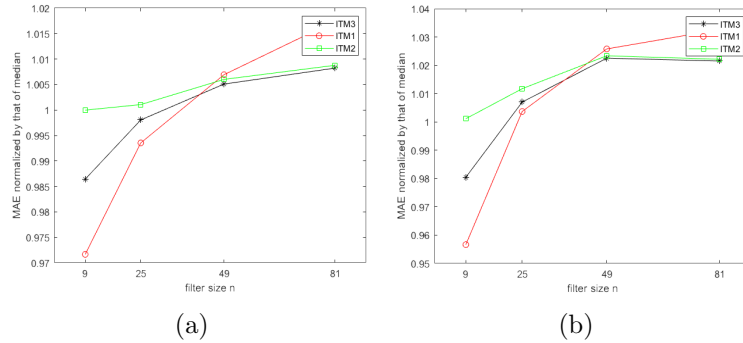 1.02
1.015
1.01
1.005
1
0.995
0.99
0.985
0.98
0.975
0.97
MAE normalized by that of median
9 25 49 81
filter size n
ITM3
ITM1
ITM2
(a)
1.04
1.03
1.02
1.01
1
0.99
0.98
0.97
0.96
0.95
MAE normalized by that of median
9 25 49 81
filter size n
ITM3
ITM1
ITM2
(b)